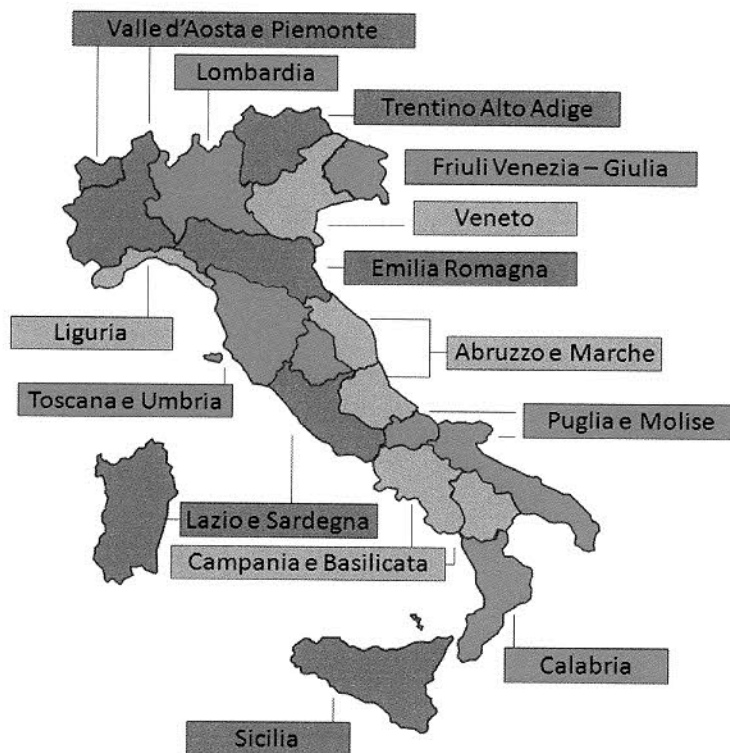 Valle d'Aosta e Piemonte
Lombardia
Trentino Alto Adige
Friuli Venezia – Giulia
Veneto
Emilia Romagna
Liguria
Abruzzo e Marche
Toscana e Umbria
Puglia e Molise
Lazio e Sardegna
Campania e Basilicata
Calabria
Sicilia